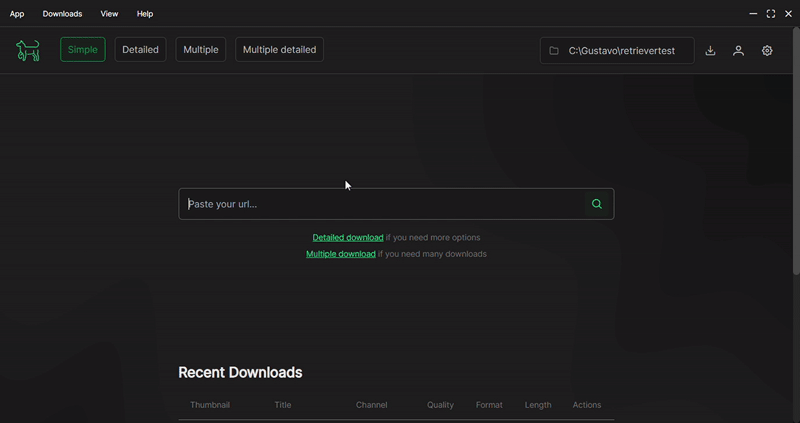 App Downloads View Help
Simple Detailed Multiple Multiple detailed C:\Gustavo\retrievertest
Paste your url...
Detailed download if you need more options
Multiple download if you need many downloads
Recent Downloads
Thumbnail Title Channel Quality Format Length Actions